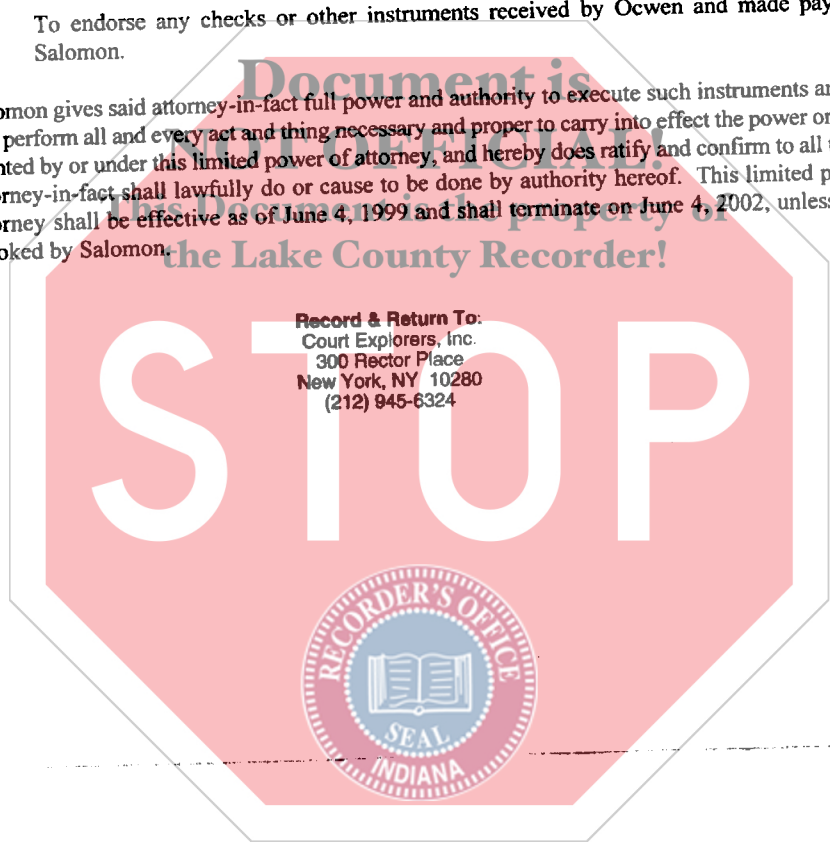 To endorse any checks or other instruments received by Ocwen and made pay
Salomon.
Document is
omon gives said attorney-in-fact full power and authority to execute such instruments an
perform all and every act and thing necessary and proper to carry into effect the power or
NOT OFFICIAL!
nted by or under this limited power of attorney, and hereby does ratify and confirm to all
orney-in-fact shall lawfully do or cause to be done by authority hereof. This limited p
This Document is the property of
orney shall be effective as of June 4, 1999 and shall terminate on June 4, 2002, unless
oked by Salomon.
the Lake County Recorder!
Record & Return To:
Court Explorers, Inc.
300 Rector Place
New York, NY 10280
(212) 945-6324
STOP
RECORDER'S OFFICE
SEAL
INDIANA